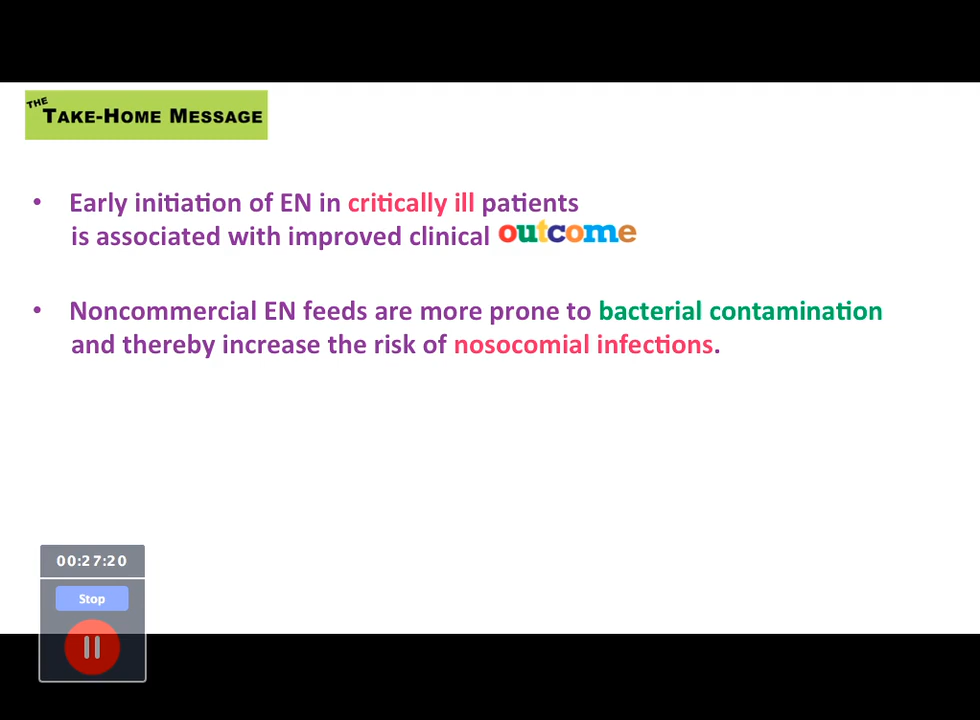 THE
TAKE-HOME MESSAGE
• Early initiation of EN in critically ill patients
is associated with improved clinical outcome
• Noncommercial EN feeds are more prone to bacterial contamination
and thereby increase the risk of nosocomial infections.
00:27:20
Stop